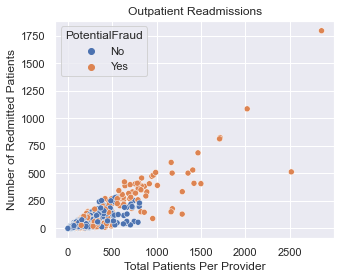 Outpatient Readmissions
Number of Redmitted Patients
1750
1500
1250
1000
750
500
250
0
PotentialFraud
No
Yes
0
500
1000
1500
2000
2500
Total Patients Per Provider